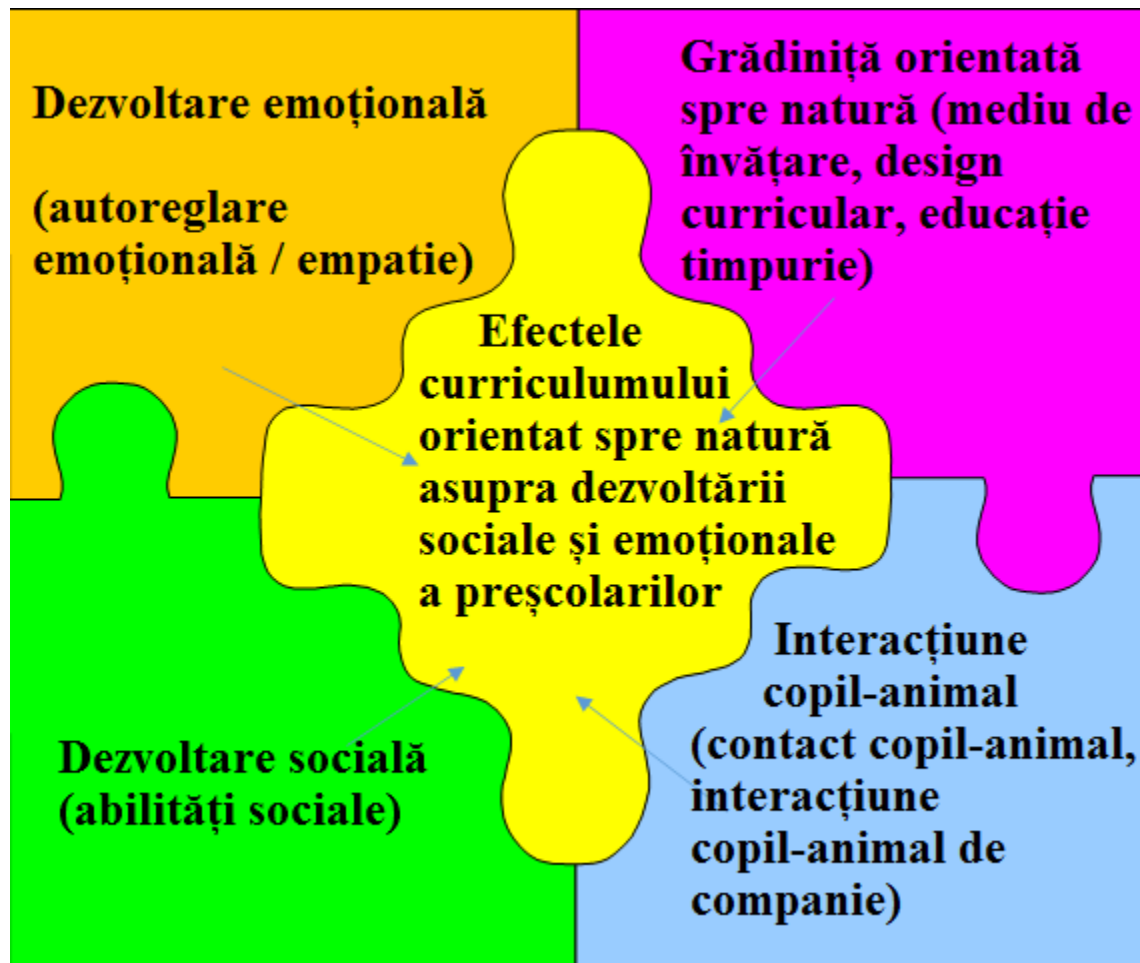 Dezvoltare emoțională
(autoreglare
emoțională / empatie)
Grădiniță orientată
spre natură (mediu de
învățare, design
curricular, educație
timpurie)
Efectele
curriculumului
orientat spre natură
asupra dezvoltării
sociale și emoționale
a preșcolarilor
Dezvoltare socială
(abilități sociale)
Interacțiune
copil-animal
(contact copil-animal,
interacțiune
copil-animal de
companie)